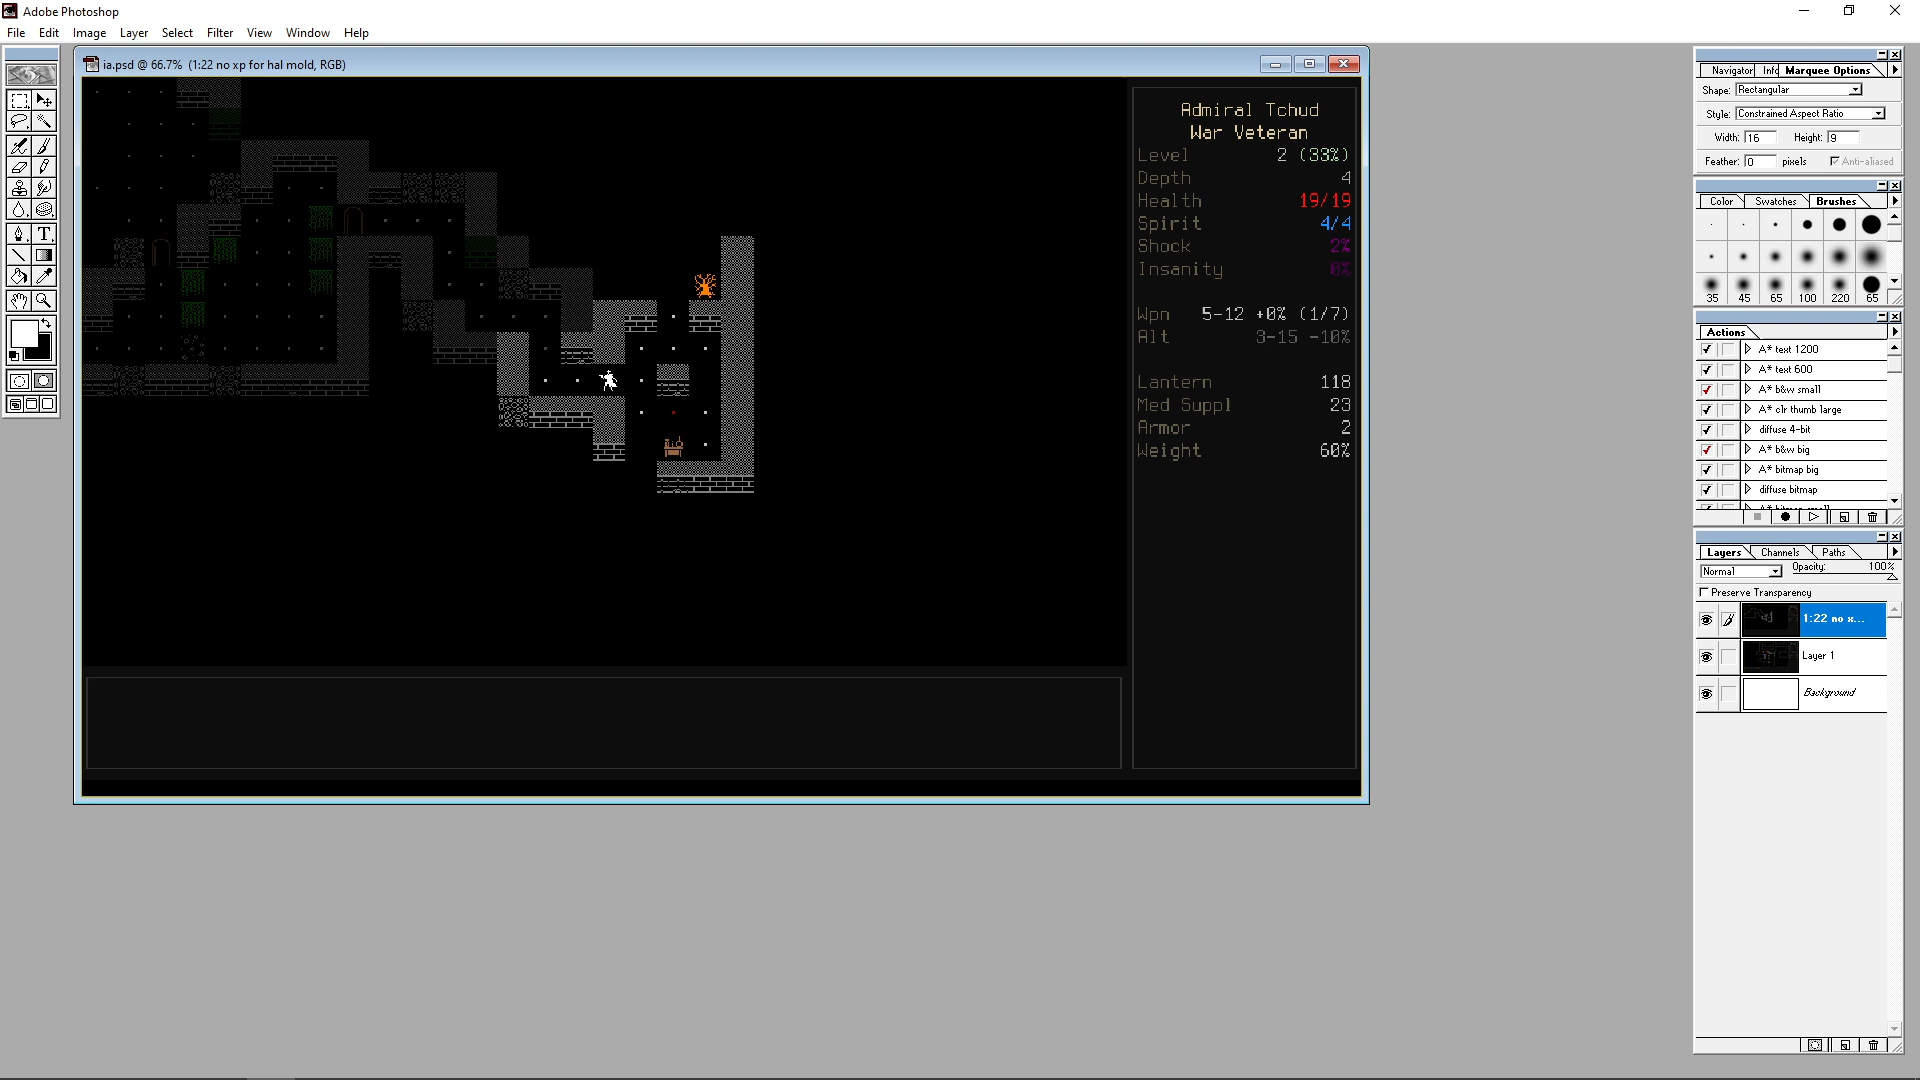 Adobe Photoshop
File Edit Image Layer Select Filter View Window Help
ia.psd @ 66.7% (1:22 no xp for hal mold, RGB)
Admiral Tchud
War Veteran
Level 2 (33%)
Depth 4
Health 19/19
Spirit 4/4
Shock 2%
Insanity 0%
Wpn 5-12 +0% (1/7)
Alt 3-15 -10%
Lantern 118
Med Suppl 23
Armor 2
Weight 60%
Navigator Info Marquee Options
Shape: Rectangular
Style: Constrained Aspect Ratio
Width: 16 Height: 9
Feather: 0 pixels Anti-aliased
Color Swatches Brushes
35 45 65 100 220 65
Actions
A* text 1200
A* text 600
A* b&w small
A* clr thumb large
diffuse 4-bit
A* b&w big
A* bitmap big
diffuse bitmap
A* bitmap small
Layers Channels Paths
Normal Opacity: 100%
Preserve Transparency
1:22 no x...
Layer 1
Background